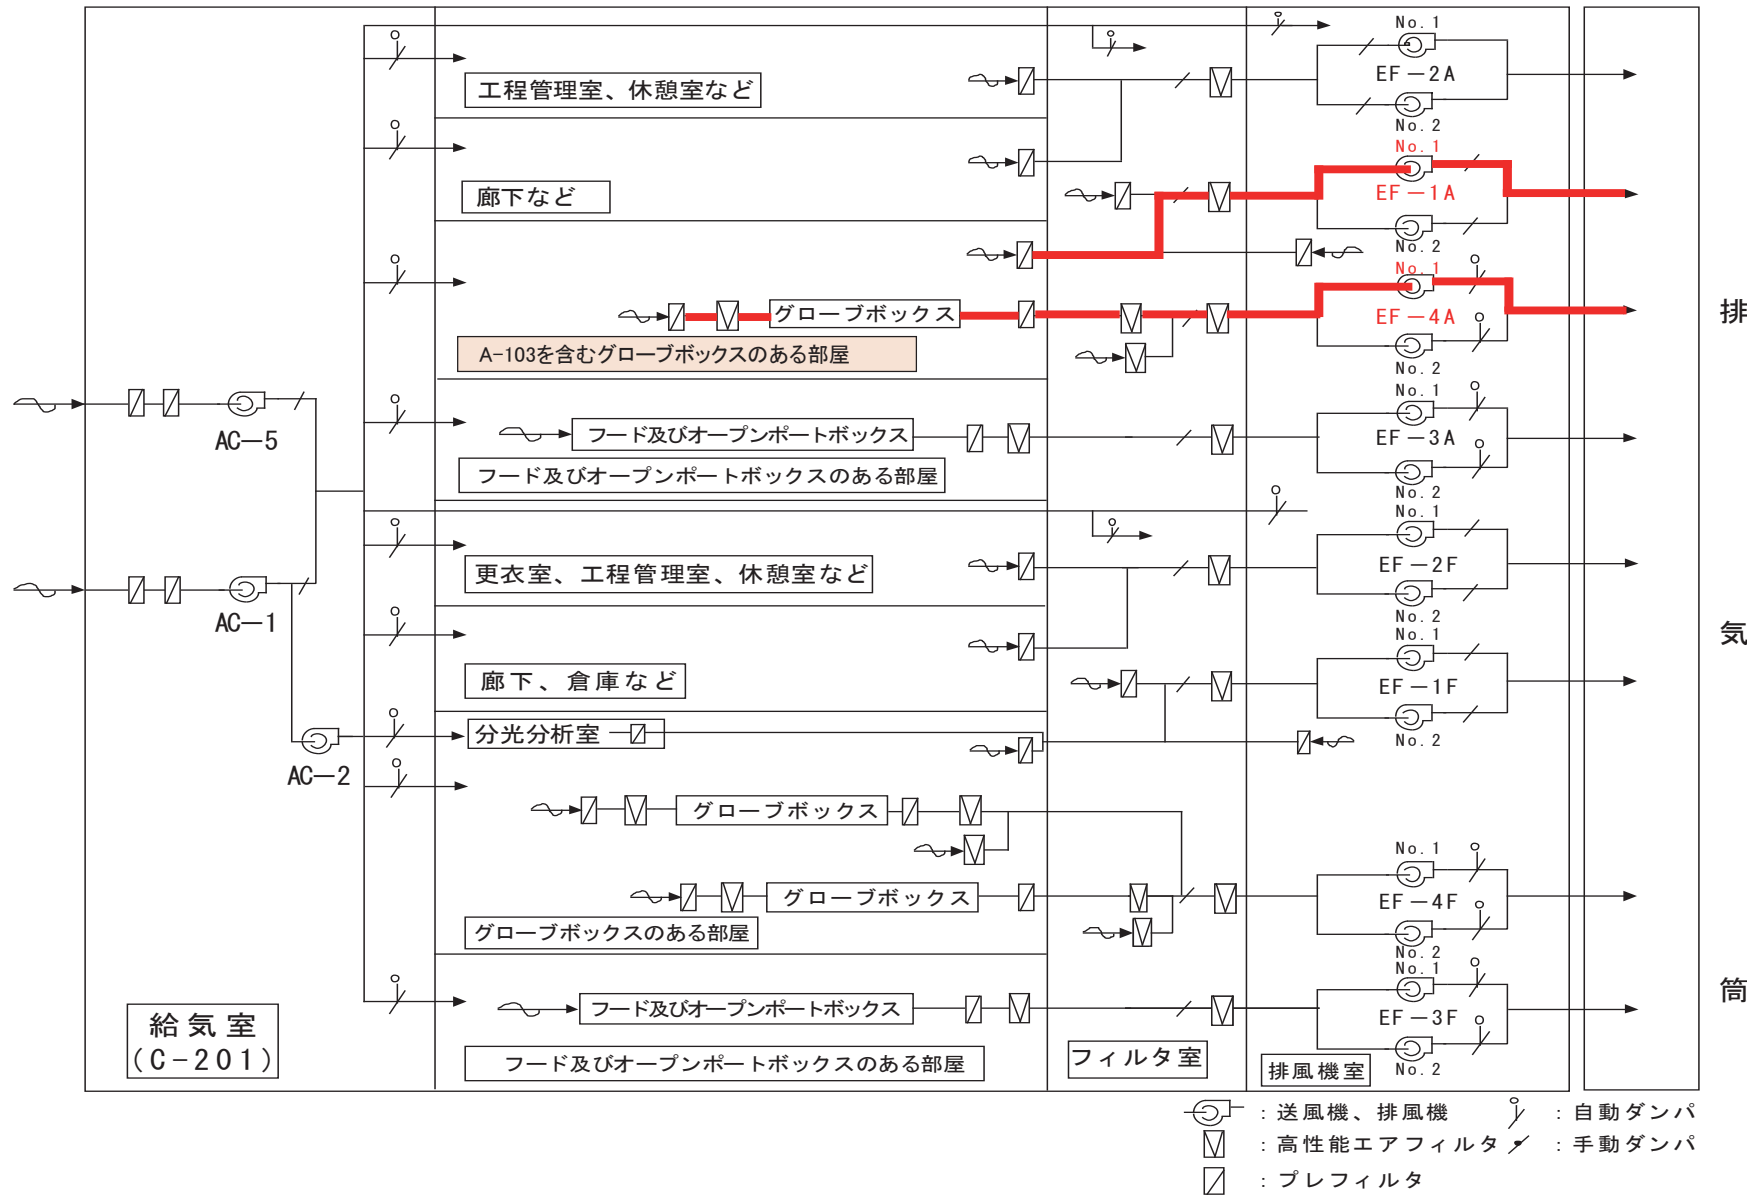 No. 1
EF－2A
No. 2
工程管理室、休憩室など
No. 1
EF－1A
No. 2
廊下など
No. 1
EF－4A
No. 2
グローブボックス
A-103を含むグローブボックスのある部屋
排
AC－5
No. 1
EF－3A
No. 2
フード及びオープンポートボックス
フード及びオープンポートボックスのある部屋
No. 1
EF－2F
No. 2
更衣室、工程管理室、休憩室など
AC－1
気
No. 1
EF－1F
No. 2
廊下、倉庫など
分光分析室
AC－2
グローブボックス
No. 1
EF－4F
No. 2
グローブボックス
グローブボックスのある部屋
筒
No. 1
EF－3F
No. 2
フード及びオープンポートボックス
フード及びオープンポートボックスのある部屋
給気室
(C-201)
フィルタ室
排風機室
：送風機、排風機
：自動ダンパ
：高性能エアフィルタ
：手動ダンパ
：プレフィルタ